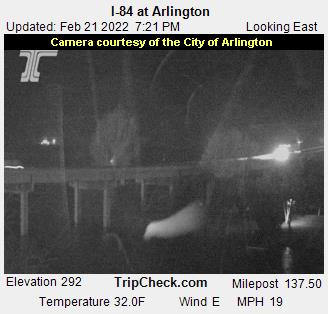 I-84 at Arlington
Updated: Feb 21 2022 7:21 PM Looking East
Camera courtesy of the City of Arlington
Elevation 292 TripCheck.com Milepost 137.50
Temperature 32.0F Wind E MPH 19